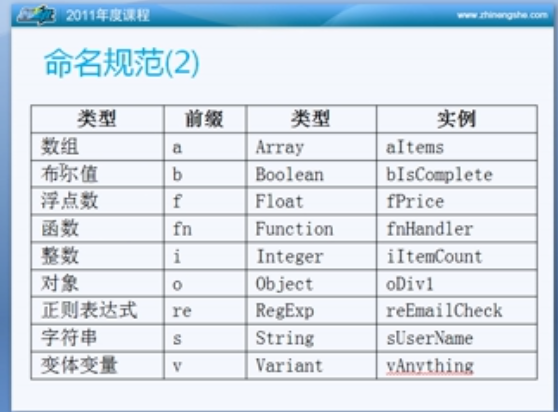 2011年度课程 www.zhinengshe.com
命名规范(2)
类型 前缀 类型 实例
数组 a Array aItems
布尔值 b Boolean bIsComplete
浮点数 f Float fPrice
函数 fn Function fnHandler
整数 i Integer iItemCount
对象 o Object oDiv1
正则表达式 re RegExp reEmailCheck
字符串 s String sUserName
变体变量 v Variant vAnything